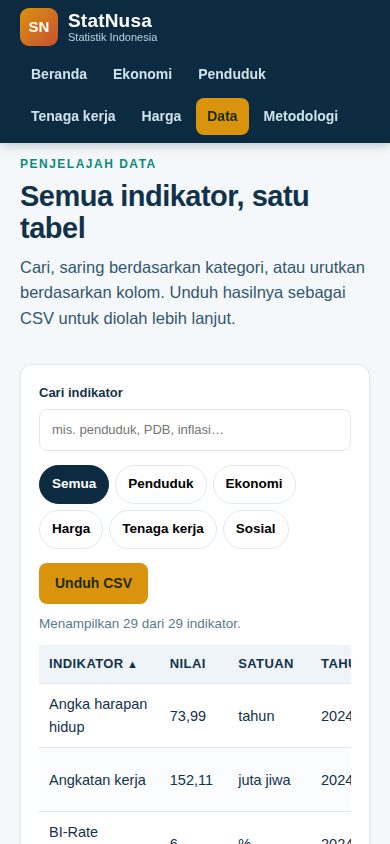 SN
StatNusa
Statistik Indonesia
Beranda Ekonomi Penduduk
Tenaga kerja Harga Data Metodologi
PENJELAJAH DATA
Semua indikator, satu
tabel
Cari, saring berdasarkan kategori, atau urutkan
berdasarkan kolom. Unduh hasilnya sebagai
CSV untuk diolah lebih lanjut.
Cari indikator
mis. penduduk, PDB, inflasi…
Semua Penduduk Ekonomi
Harga Tenaga kerja Sosial
Unduh CSV
Menampilkan 29 dari 29 indikator.
INDIKATOR ▲ NILAI SATUAN
Angka harapan
hidup
73,99 tahun 2024
Angkatan kerja 152,11 juta jiwa 2024
BI-Rate